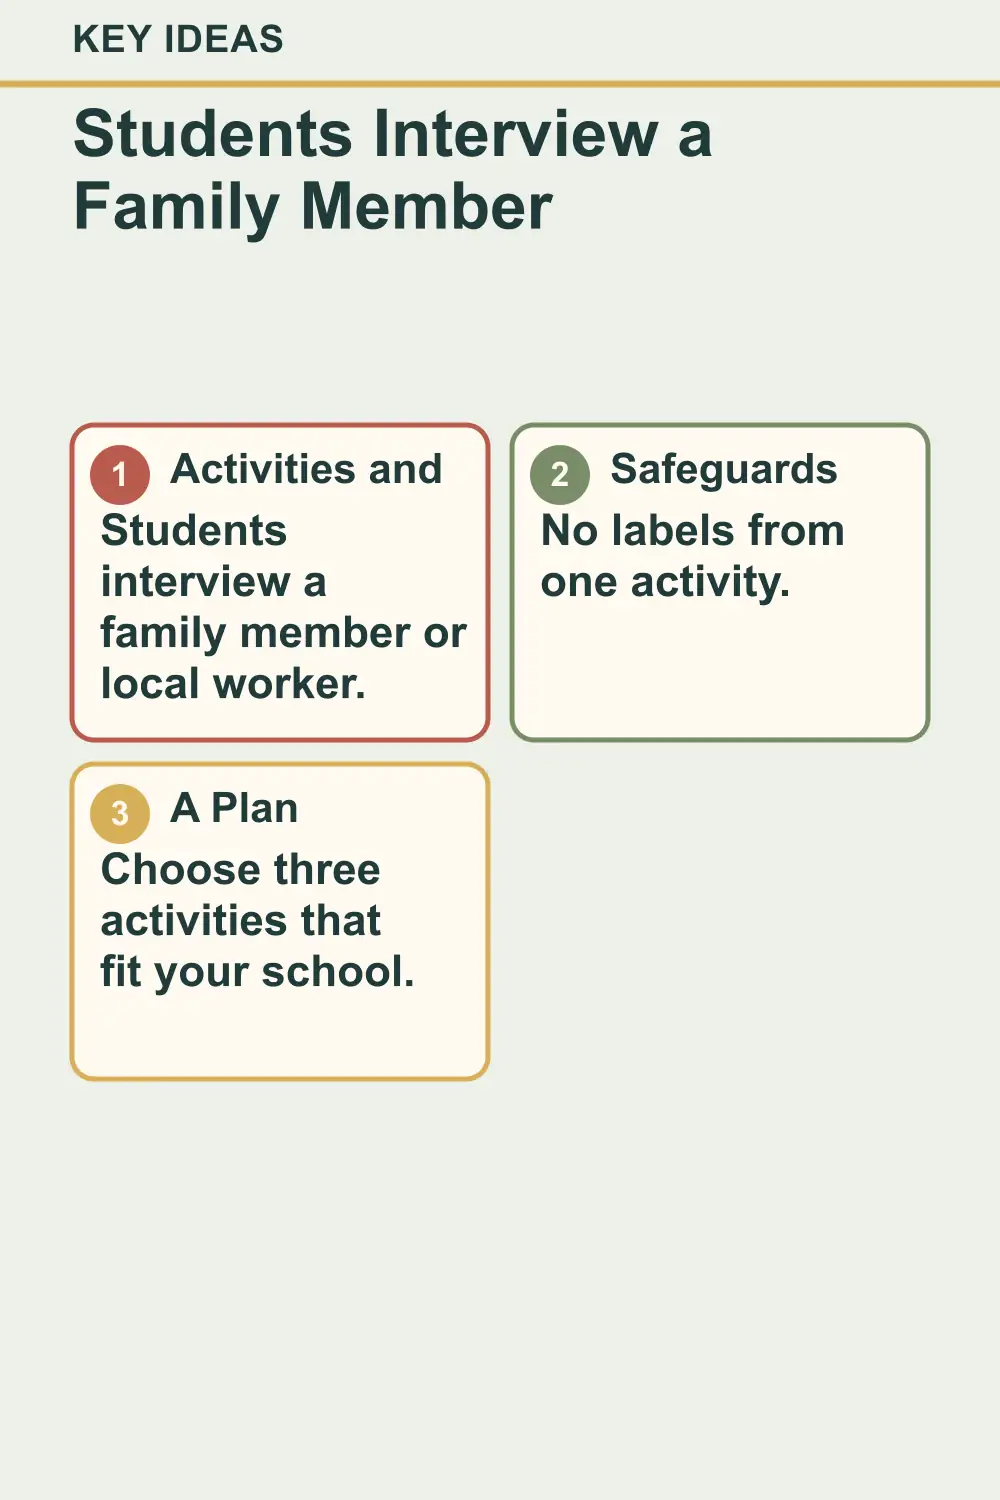 KEY IDEAS
Students Interview a
Family Member
1 Activities and
Students
interview a
family member or
local worker.
2 Safeguards
No labels from
one activity.
3 A Plan
Choose three
activities that
fit your school.